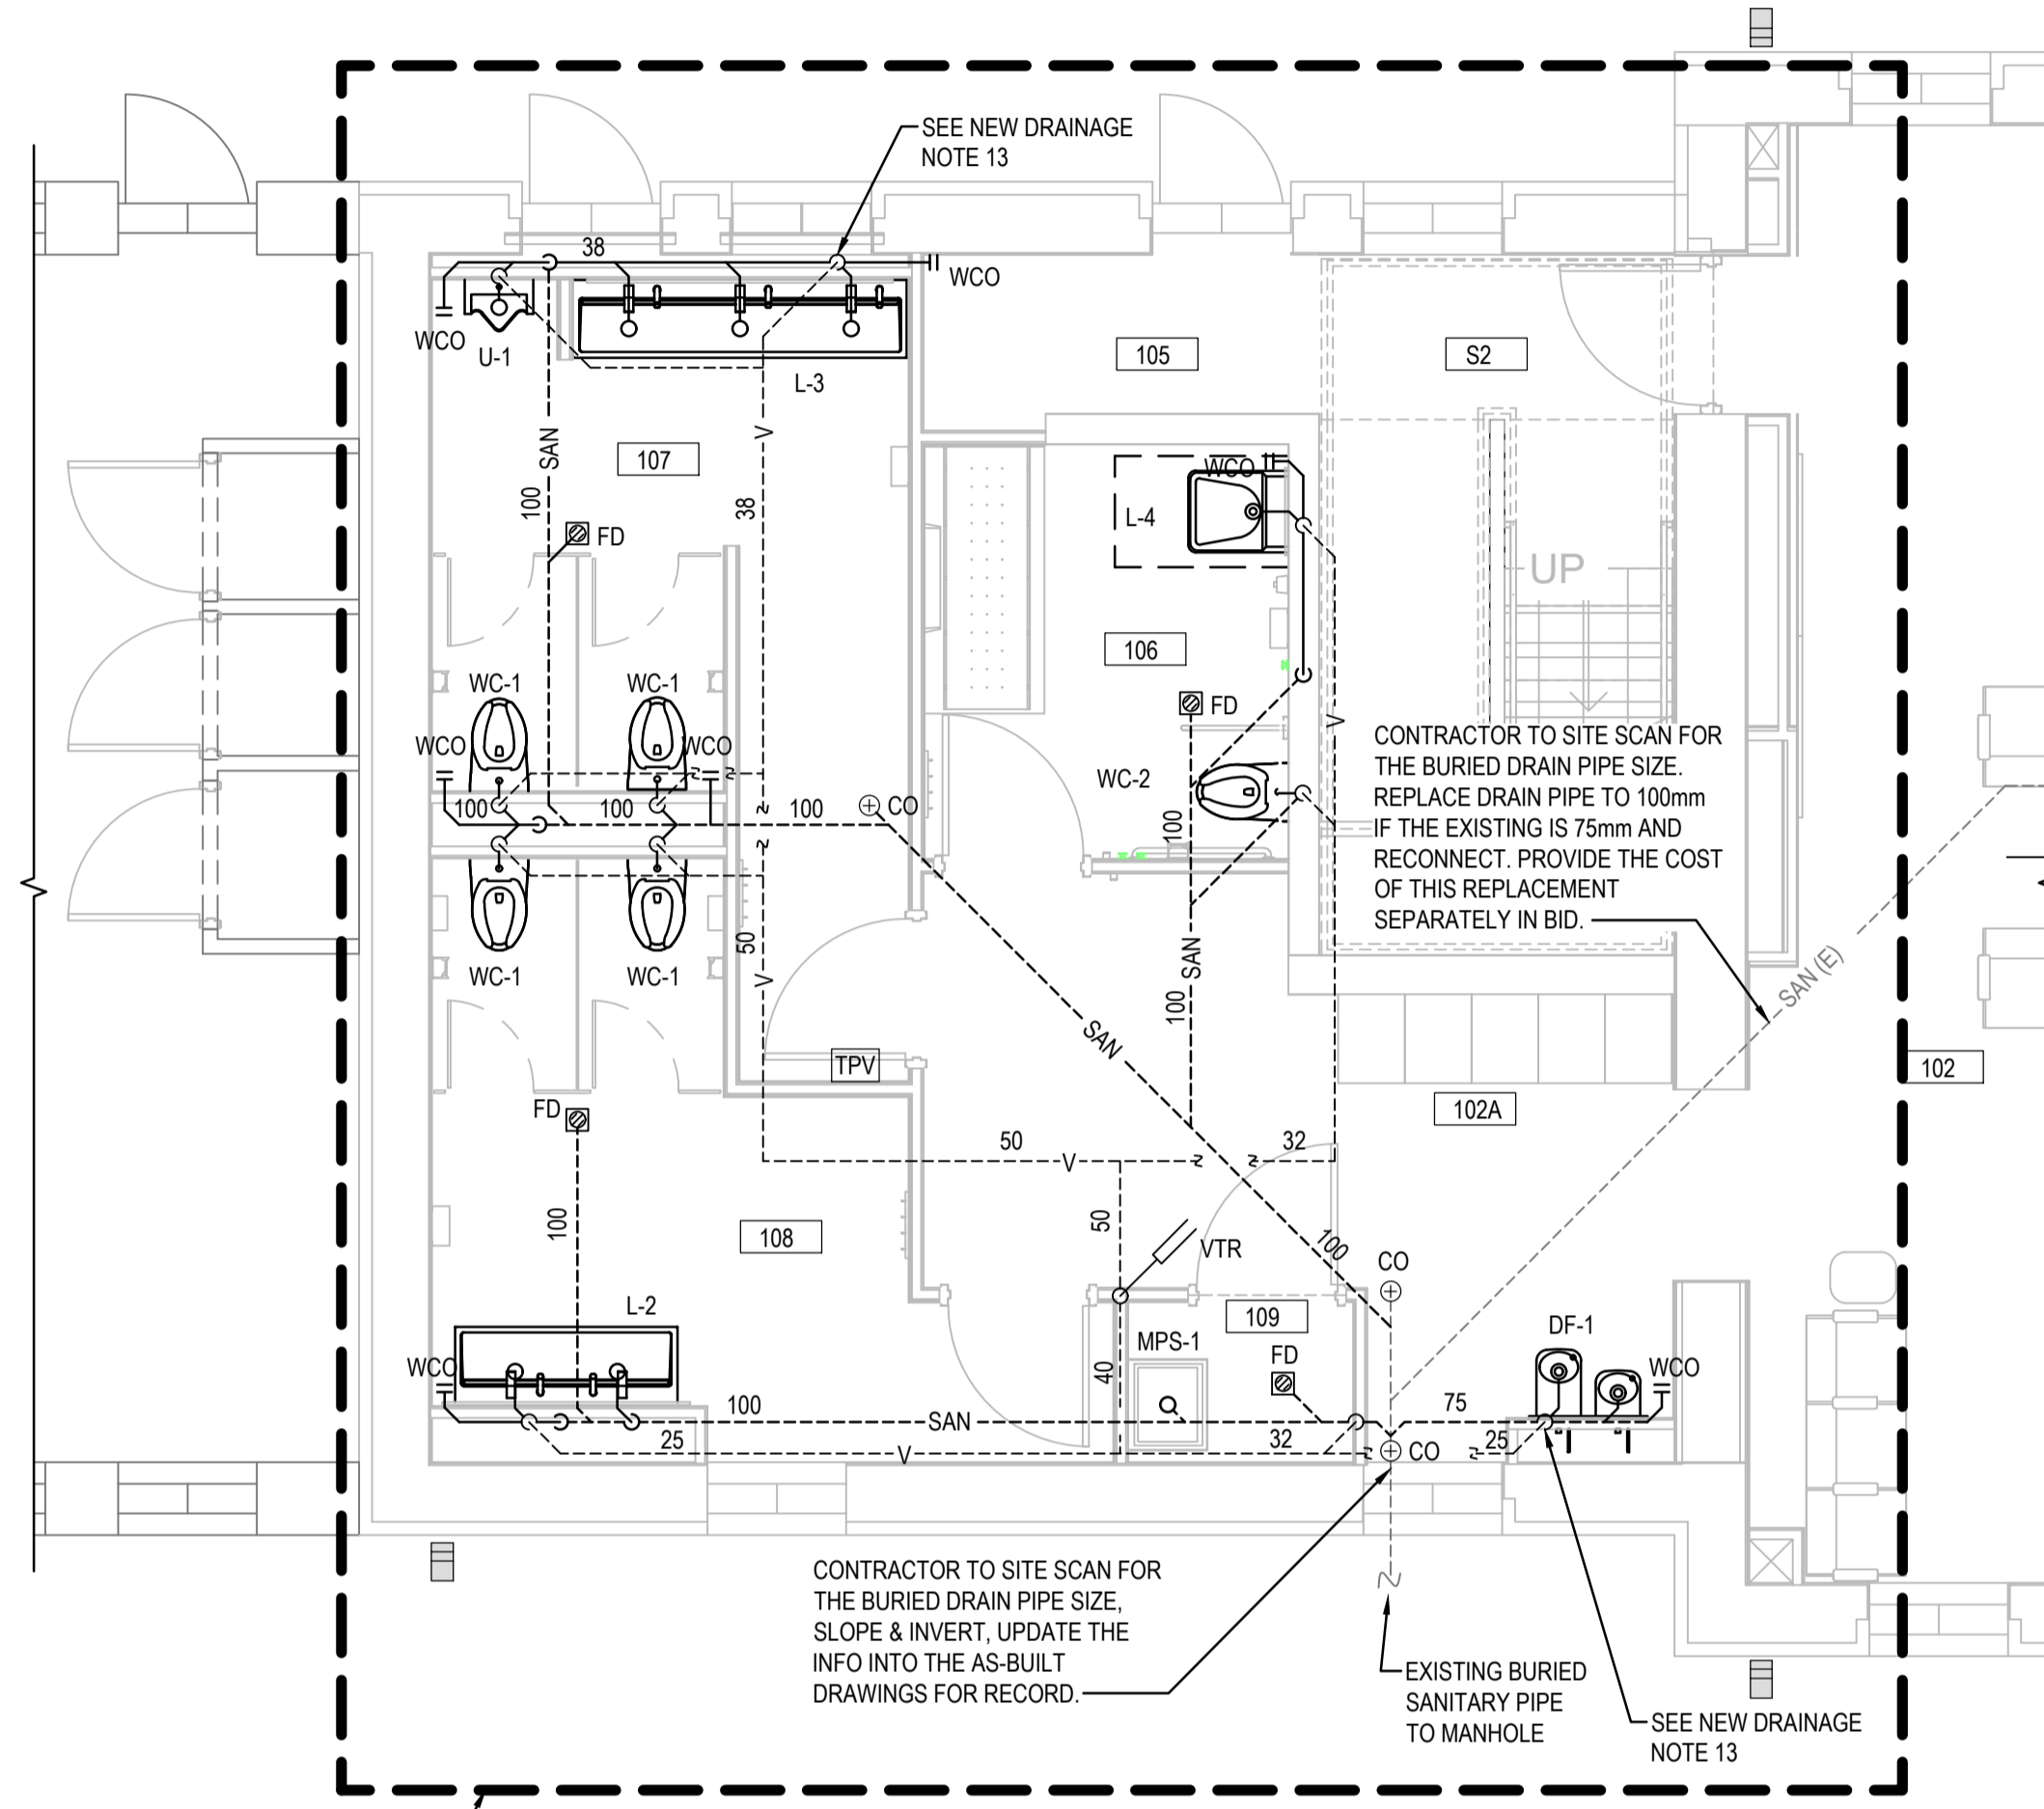 SEE NEW DRAINAGE
NOTE 13
38
WCO
WCO
U-1
L-3
105
S2
V
SAN
107
WCO
100
38
L-4
FD
UP
106
WC-1
WC-1
FD
V
WCO
WCO
WC-2
CONTRACTOR TO SITE SCAN FOR
THE BURIED DRAIN PIPE SIZE.
REPLACE DRAIN PIPE TO 100mm
IF THE EXISTING IS 75mm AND
RECONNECT. PROVIDE THE COST
OF THIS REPLACEMENT
SEPARATELY IN BID.
100
100
100
CO
100
50
WC-1
WC-1
V
SAN
SAN (E)
100
SAN
TPV
102
FD
102A
50
V
32
100
108
50
VTR
100
CO
L-2
109
DF-1
MPS-1
FD
WCO
40
WCO
100
SAN
75
25
V
32
CO
25
CONTRACTOR TO SITE SCAN FOR
THE BURIED DRAIN PIPE SIZE,
SLOPE & INVERT, UPDATE THE
INFO INTO THE AS-BUILT
DRAWINGS FOR RECORD.
EXISTING BURIED
SANITARY PIPE
TO MANHOLE
SEE NEW DRAINAGE
NOTE 13